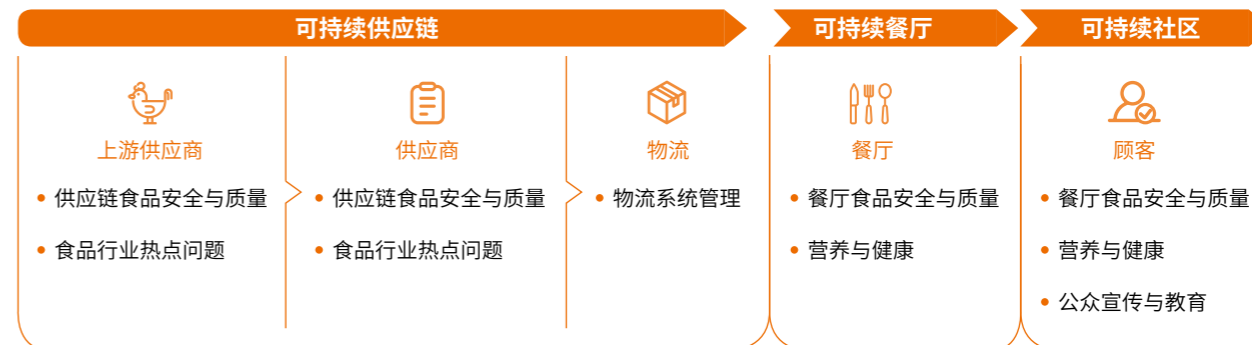 可持续供应链
可持续餐厅
可持续社区
上游供应商
供应商
物流
餐厅
顾客
• 供应链食品安全与质量
• 食品行业热点问题
• 供应链食品安全与质量
• 食品行业热点问题
• 物流系统管理
• 餐厅食品安全与质量
• 营养与健康
• 餐厅食品安全与质量
• 营养与健康
• 公众宣传与教育